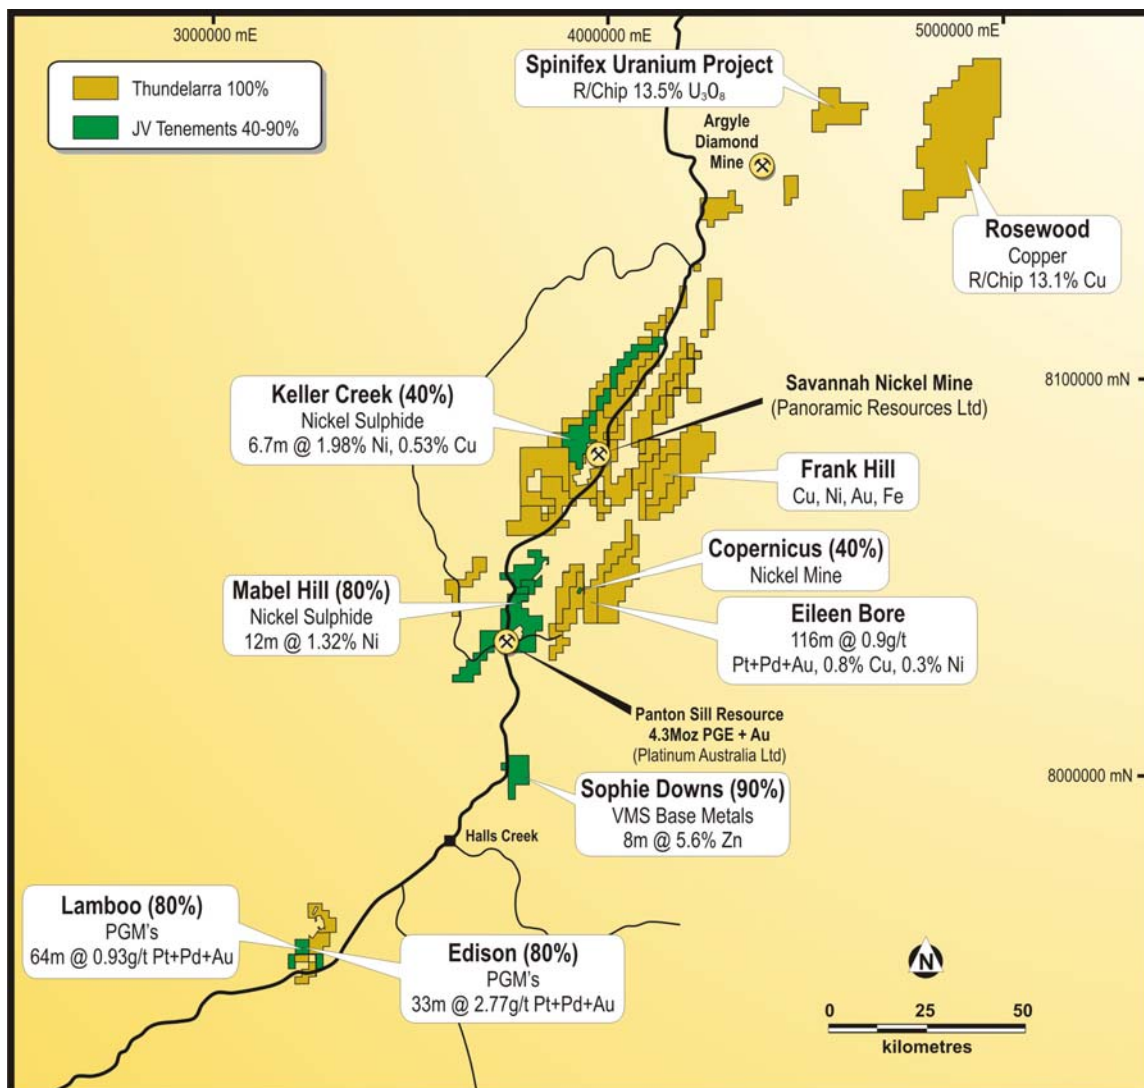 3000000 mE
4000000 mE
5000000 mE
Thundelarra 100%
JV Tenements 40-90%
Spinifex Uranium Project
R/Chip 13.5% U₃O₈
Argyle
Diamond
Mine
Rosewood
Copper
R/Chip 13.1% Cu
8100000 mN
Keller Creek (40%)
Nickel Sulphide
6.7m @ 1.98% Ni, 0.53% Cu
Savannah Nickel Mine
(Panoramic Resources Ltd)
Frank Hill
Cu, Ni, Au, Fe
Copernicus (40%)
Nickel Mine
Mabel Hill (80%)
Nickel Sulphide
12m @ 1.32% Ni
Eileen Bore
116m @ 0.9g/t
Pt+Pd+Au, 0.8% Cu, 0.3% Ni
Panton Sill Resource
4.3Moz PGE + Au
(Platinum Australia Ltd)
8000000 mN
Sophie Downs (90%)
VMS Base Metals
8m @ 5.6% Zn
Halls Creek
Lamboo (80%)
PGM's
64m @ 0.93g/t Pt+Pd+Au
Edison (80%)
PGM's
33m @ 2.77g/t Pt+Pd+Au
N
0 25 50
kilometres